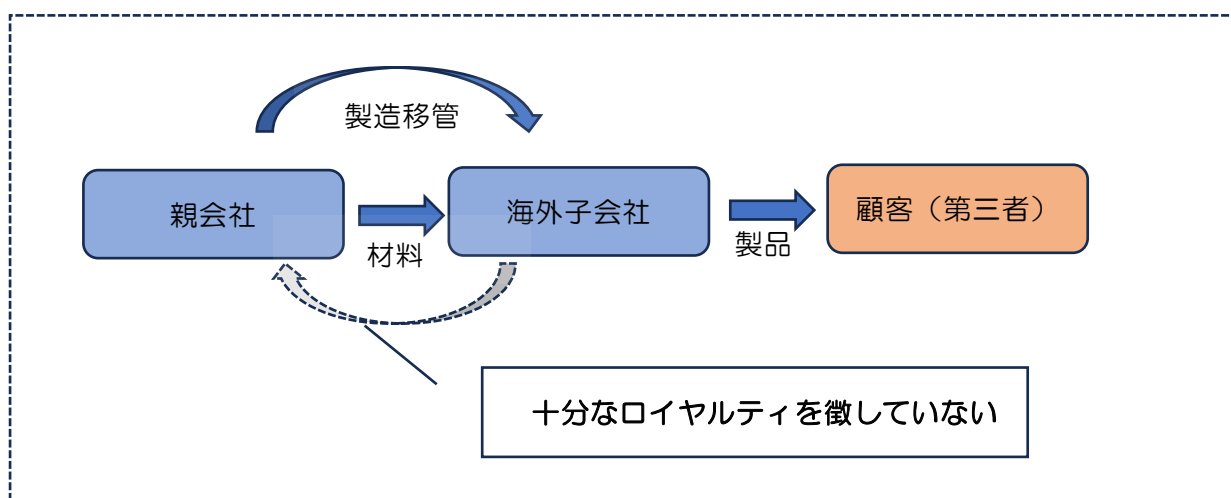 製造移管
親会社
海外子会社
顧客（第三者）
材料
製品
十分なロイヤルティを徴していない